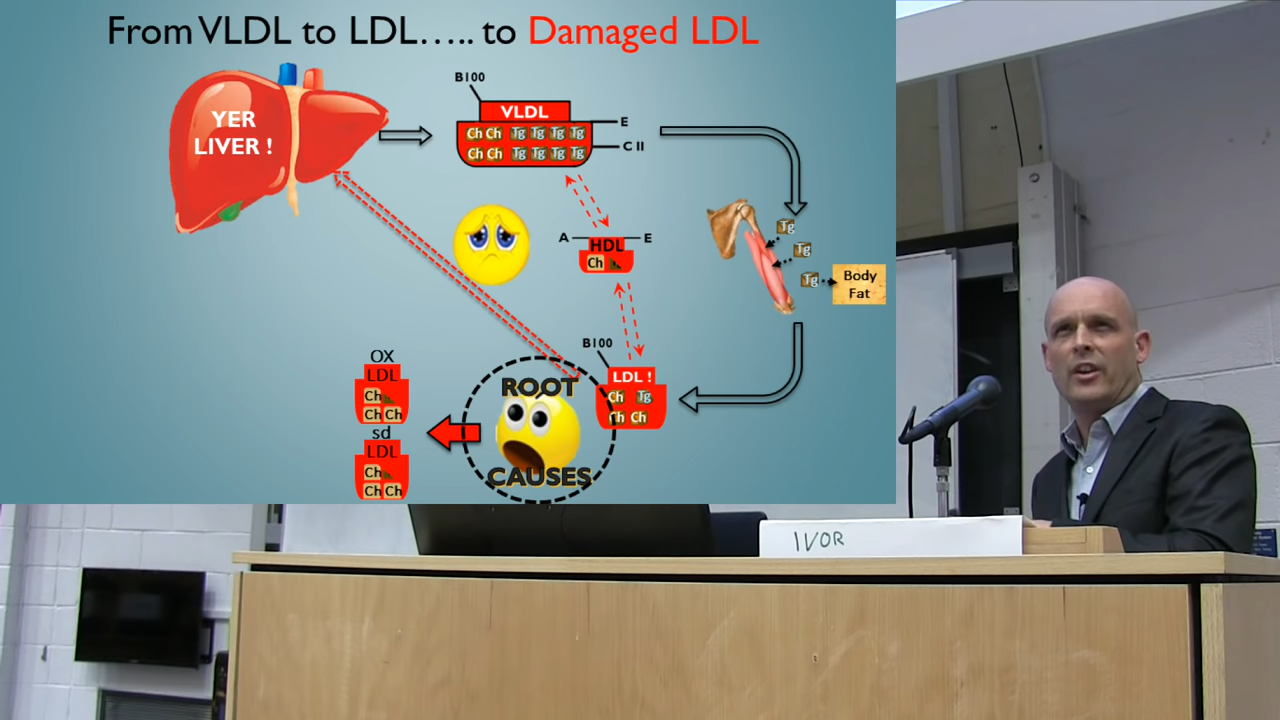 From VLDL to LDL..... to Damaged LDL
YER
LIVER !
B100
VLDL
E
Ch Ch Tg Tg Tg Tg
C II
Ch Ch Tg Tg Tg Tg
A
HDL
E
Ch
Tg
Tg
Tg
Body
Fat
B100
LDL !
Ch Tg
Ch Ch
ROOT
CAUSES
OX
LDL
Ch
Ch Ch
sd
LDL
Ch
Ch Ch
IVOR